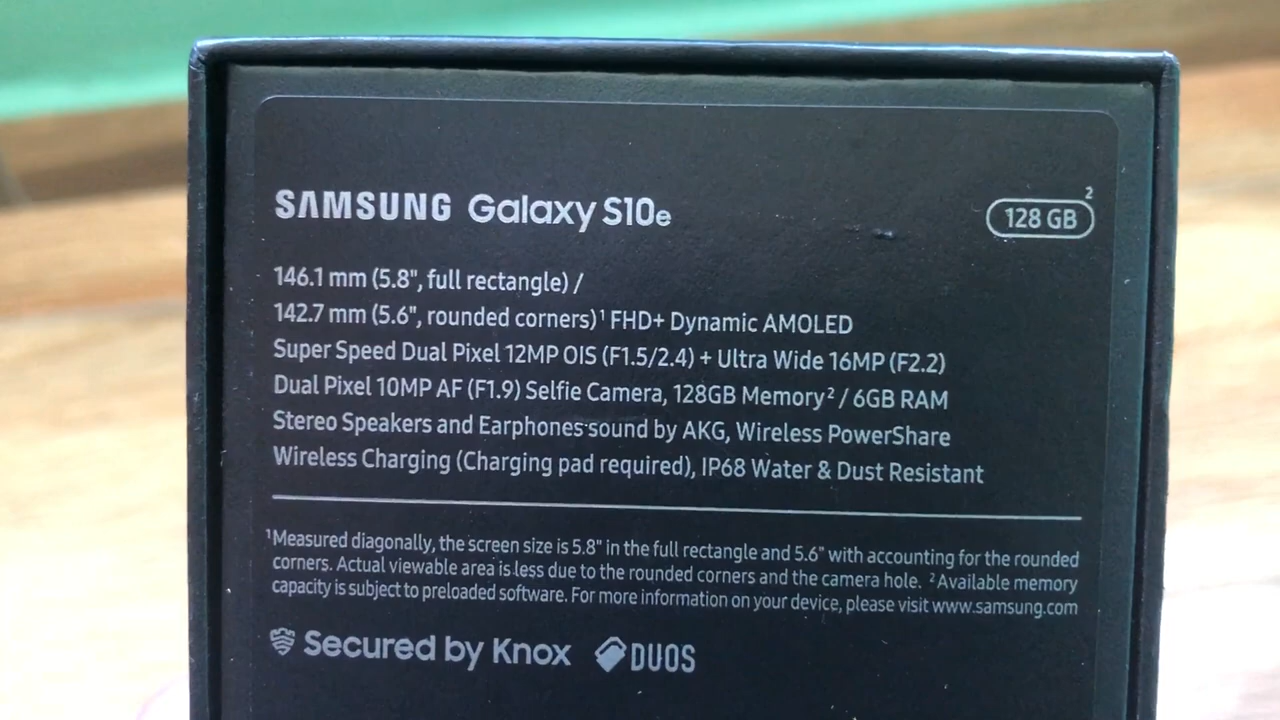 SAMSUNG Galaxy S10e
128 GB ²
146.1 mm (5.8", full rectangle) /
142.7 mm (5.6", rounded corners)¹ FHD+ Dynamic AMOLED
Super Speed Dual Pixel 12MP OIS (F1.5/2.4) + Ultra Wide 16MP (F2.2)
Dual Pixel 10MP AF (F1.9) Selfie Camera, 128GB Memory² / 6GB RAM
Stereo Speakers and Earphones sound by AKG, Wireless PowerShare
Wireless Charging (Charging pad required), IP68 Water & Dust Resistant
¹Measured diagonally, the screen size is 5.8" in the full rectangle and 5.6" with accounting for the rounded
corners. Actual viewable area is less due to the rounded corners and the camera hole. ²Available memory
capacity is subject to preloaded software. For more information on your device, please visit www.samsung.com
Secured by Knox DUOS